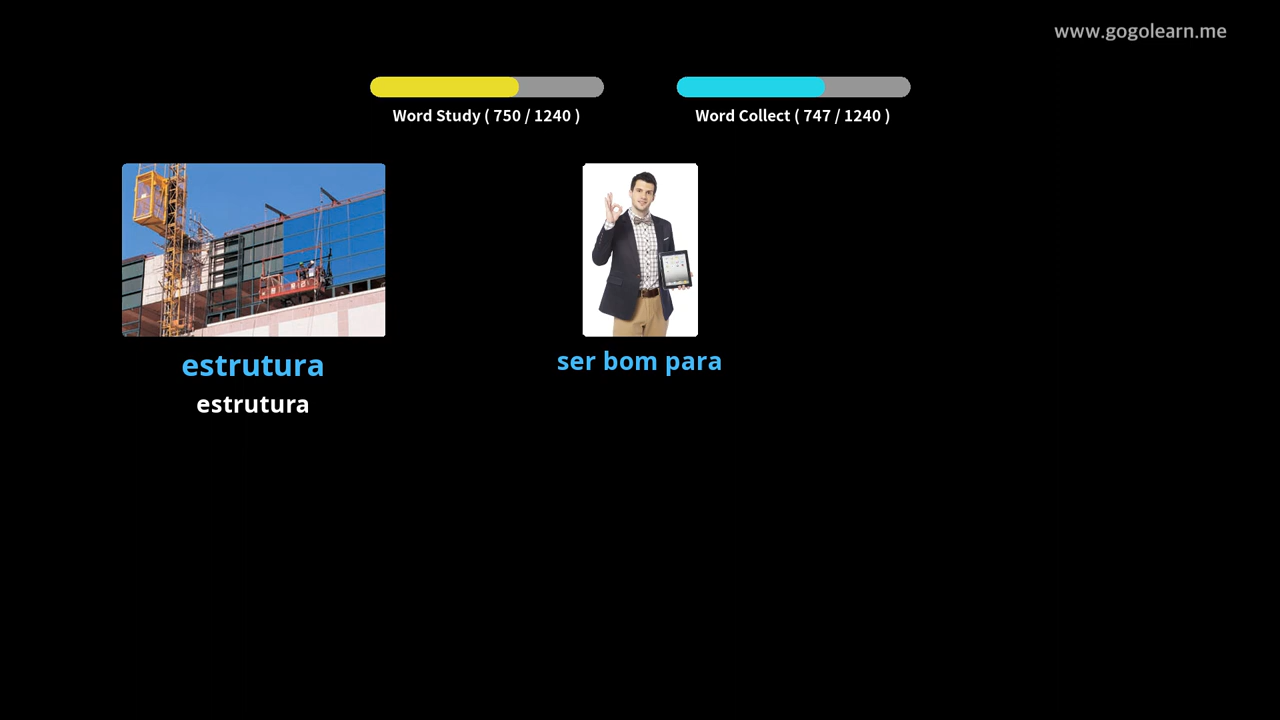 www.gogolearn.me
Word Study ( 750 / 1240 )
Word Collect ( 747 / 1240 )
estrutura
estrutura
ser bom para